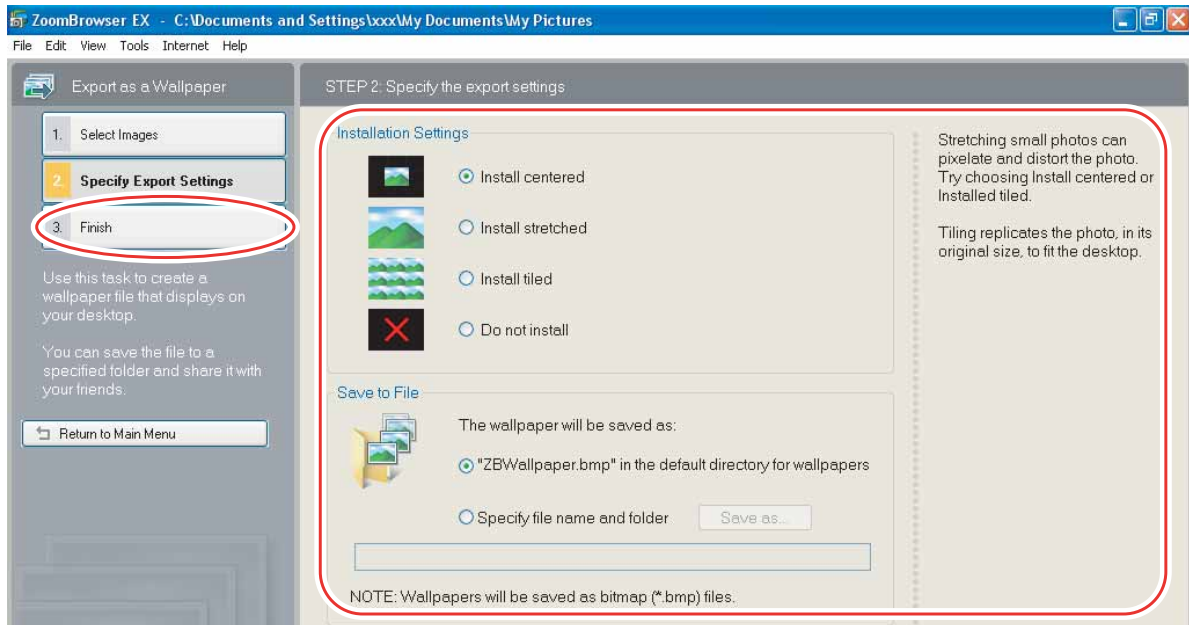 ZoomBrowser EX - C:\Documents and Settings\xxx\My Documents\My Pictures
File Edit View Tools Internet Help
Export as a Wallpaper
1. Select Images
2. Specify Export Settings
3. Finish
Use this task to create a
wallpaper file that displays on
your desktop.
You can save the file to a
specified folder and share it with
your friends.
Return to Main Menu
STEP 2: Specify the export settings
Installation Settings
Install centered
Install stretched
Install tiled
Do not install
Save to File
The wallpaper will be saved as:
"ZBWallpaper.bmp" in the default directory for wallpapers
Specify file name and folder
Save as...
NOTE: Wallpapers will be saved as bitmap (*.bmp) files.
Stretching small photos can
pixelate and distort the photo.
Try choosing Install centered or
Installed tiled.
Tiling replicates the photo, in its
original size, to fit the desktop.